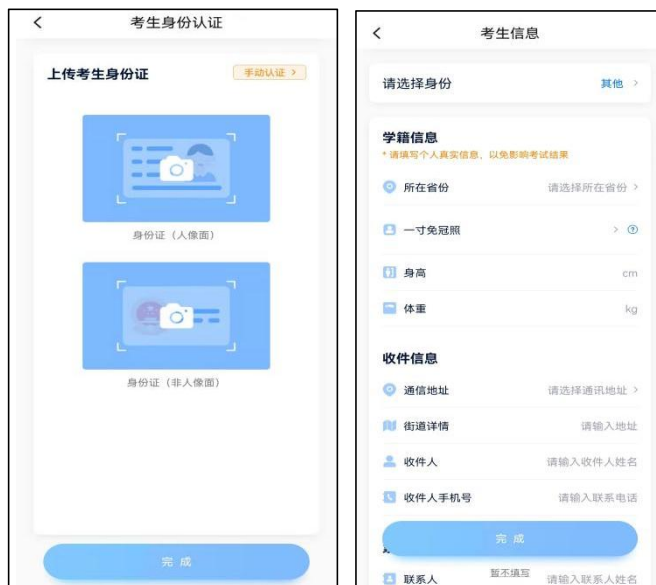 考生身份认证
上传考生身份证
手动认证 >
身份证（人像面）
身份证（非人像面）
完成
考生信息
请选择身份
其他 >
学籍信息
* 请填写个人真实信息，以免影响考试结果
所在省份
请选择所在省份 >
一寸免冠照
> ?
身高
cm
体重
kg
收件信息
通信地址
请选择通讯地址 >
街道详情
请输入地址
收件人
请输入收件人姓名
收件人手机号
请输入联系电话
完成
联系人
暂不填写
请输入联系人姓名